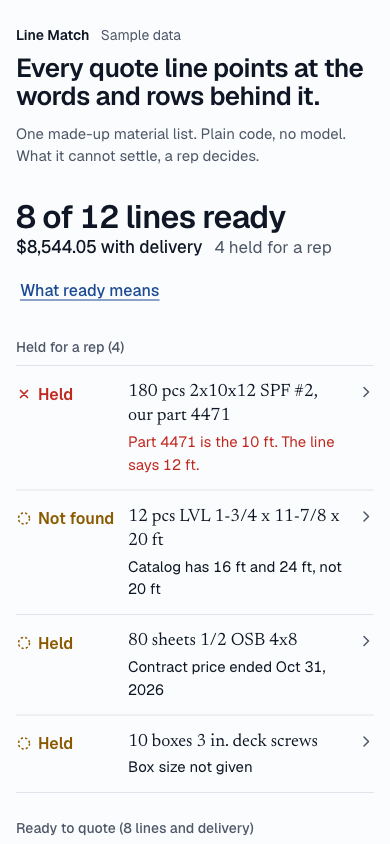 Line Match Sample data
Every quote line points at the
words and rows behind it.
One made-up material list. Plain code, no model.
What it cannot settle, a rep decides.
8 of 12 lines ready
$8,544.05 with delivery 4 held for a rep
What ready means
Held for a rep (4)
Held
180 pcs 2x10x12 SPF #2,
our part 4471
Part 4471 is the 10 ft. The line
says 12 ft.
Not found
12 pcs LVL 1-3/4 x 11-7/8 x
20 ft
Catalog has 16 ft and 24 ft, not
20 ft
Held
80 sheets 1/2 OSB 4x8
Contract price ended Oct 31,
2026
Held
10 boxes 3 in. deck screws
Box size not given
Ready to quote (8 lines and delivery)